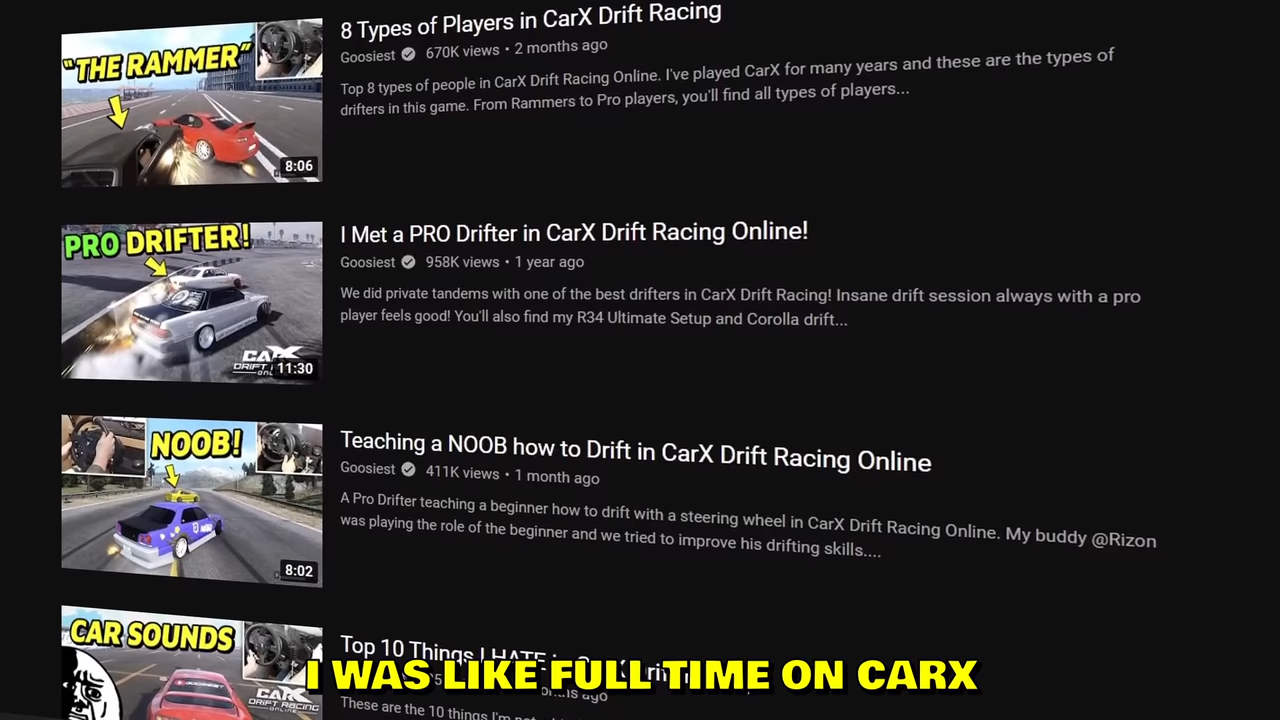 "THE RAMMER"
8:06
8 Types of Players in CarX Drift Racing
Goosiest 670K views • 2 months ago
Top 8 types of people in CarX Drift Racing Online. I've played CarX for many years and these are the types of
drifters in this game. From Rammers to Pro players, you'll find all types of players...
PRO DRIFTER!
CARX
DRIFT
11:30
I Met a PRO Drifter in CarX Drift Racing Online!
Goosiest 958K views • 1 year ago
We did private tandems with one of the best drifters in CarX Drift Racing! Insane drift session always with a pro
player feels good! You'll also find my R34 Ultimate Setup and Corolla drift...
NOOB!
8:02
Teaching a NOOB how to Drift in CarX Drift Racing Online
Goosiest 411K views • 1 month ago
A Pro Drifter teaching a beginner how to drift with a steering wheel in CarX Drift Racing Online. My buddy @Rizon
was playing the role of the beginner and we tried to improve his drifting skills....
CAR SOUNDS
CARX
DRIFT RACING
ONLINE
Top 10 Things I HATE
ago
These are the 10 things I'm
I WAS LIKE FULL TIME ON CARX